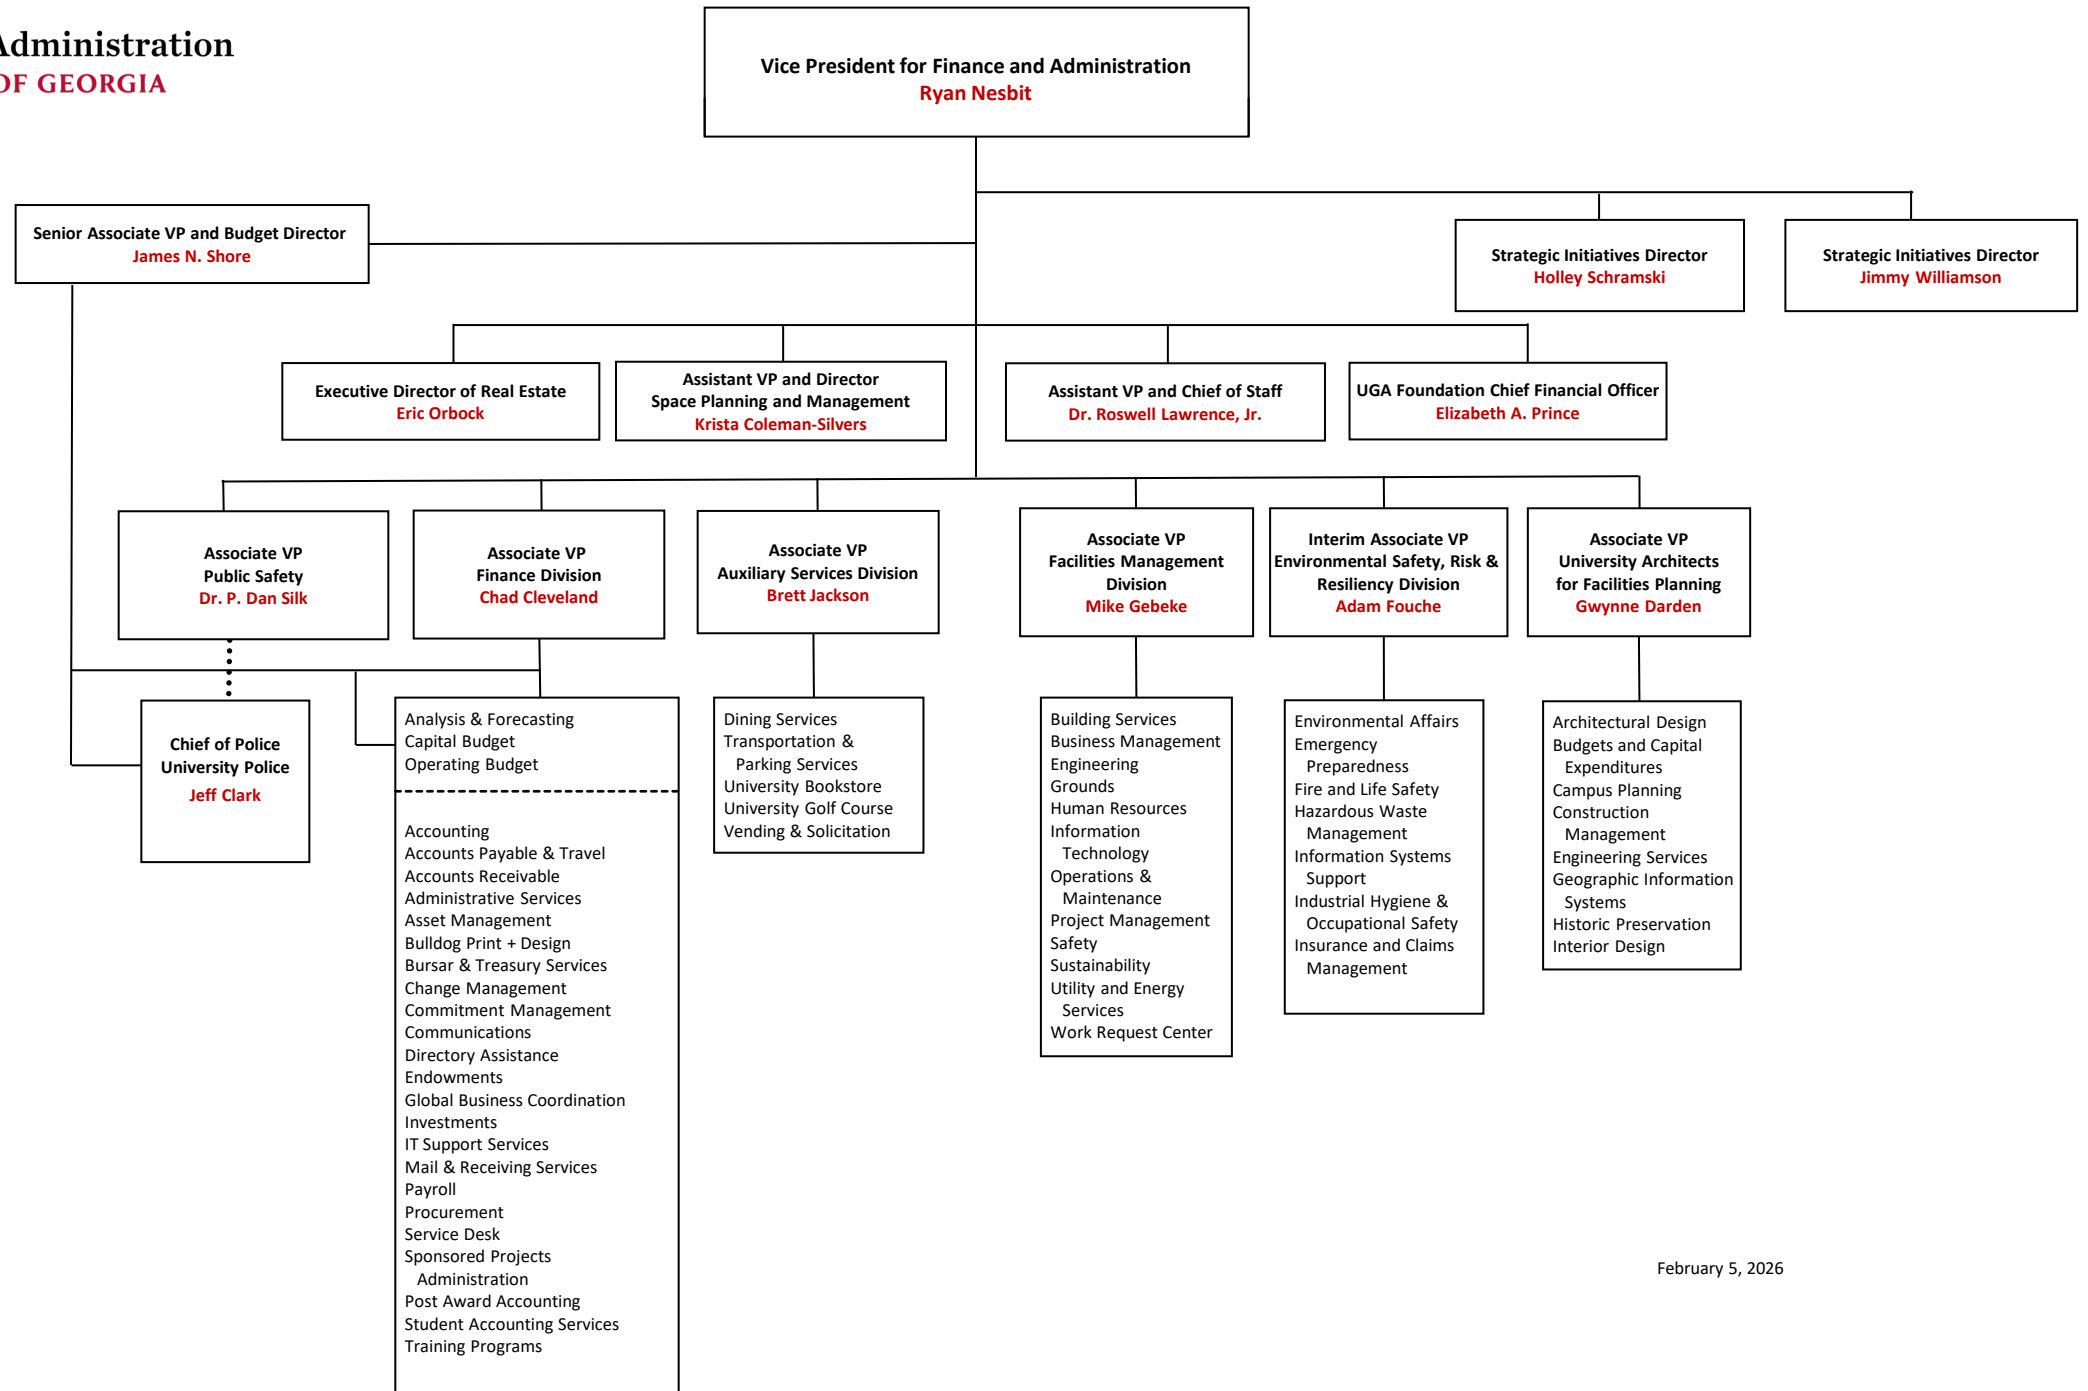 Administration
OF GEORGIA
Vice President for Finance and Administration
Ryan Nesbit
Senior Associate VP and Budget Director
James N. Shore
Strategic Initiatives Director
Holley Schramski
Strategic Initiatives Director
Jimmy Williamson
Executive Director of Real Estate
Eric Orbock
Assistant VP and Director
Space Planning and Management
Krista Coleman-Silvers
Assistant VP and Chief of Staff
Dr. Roswell Lawrence, Jr.
UGA Foundation Chief Financial Officer
Elizabeth A. Prince
Associate VP
Public Safety
Dr. P. Dan Silk
Associate VP
Finance Division
Chad Cleveland
Associate VP
Auxiliary Services Division
Brett Jackson
Associate VP
Facilities Management
Division
Mike Gebeke
Interim Associate VP
Environmental Safety, Risk &
Resiliency Division
Adam Fouche
Associate VP
University Architects
for Facilities Planning
Gwynne Darden
Chief of Police
University Police
Jeff Clark
Analysis & Forecasting
Capital Budget
Operating Budget
Accounting
Accounts Payable & Travel
Accounts Receivable
Administrative Services
Asset Management
Bulldog Print + Design
Bursar & Treasury Services
Change Management
Commitment Management
Communications
Directory Assistance
Endowments
Global Business Coordination
Investments
IT Support Services
Mail & Receiving Services
Payroll
Procurement
Service Desk
Sponsored Projects
Administration
Post Award Accounting
Student Accounting Services
Training Programs
Dining Services
Transportation &
Parking Services
University Bookstore
University Golf Course
Vending & Solicitation
Building Services
Business Management
Engineering
Grounds
Human Resources
Information
Technology
Operations &
Maintenance
Project Management
Safety
Sustainability
Utility and Energy
Services
Work Request Center
Environmental Affairs
Emergency
Preparedness
Fire and Life Safety
Hazardous Waste
Management
Information Systems
Support
Industrial Hygiene &
Occupational Safety
Insurance and Claims
Management
Architectural Design
Budgets and Capital
Expenditures
Campus Planning
Construction
Management
Engineering Services
Geographic Information
Systems
Historic Preservation
Interior Design
February 5, 2026